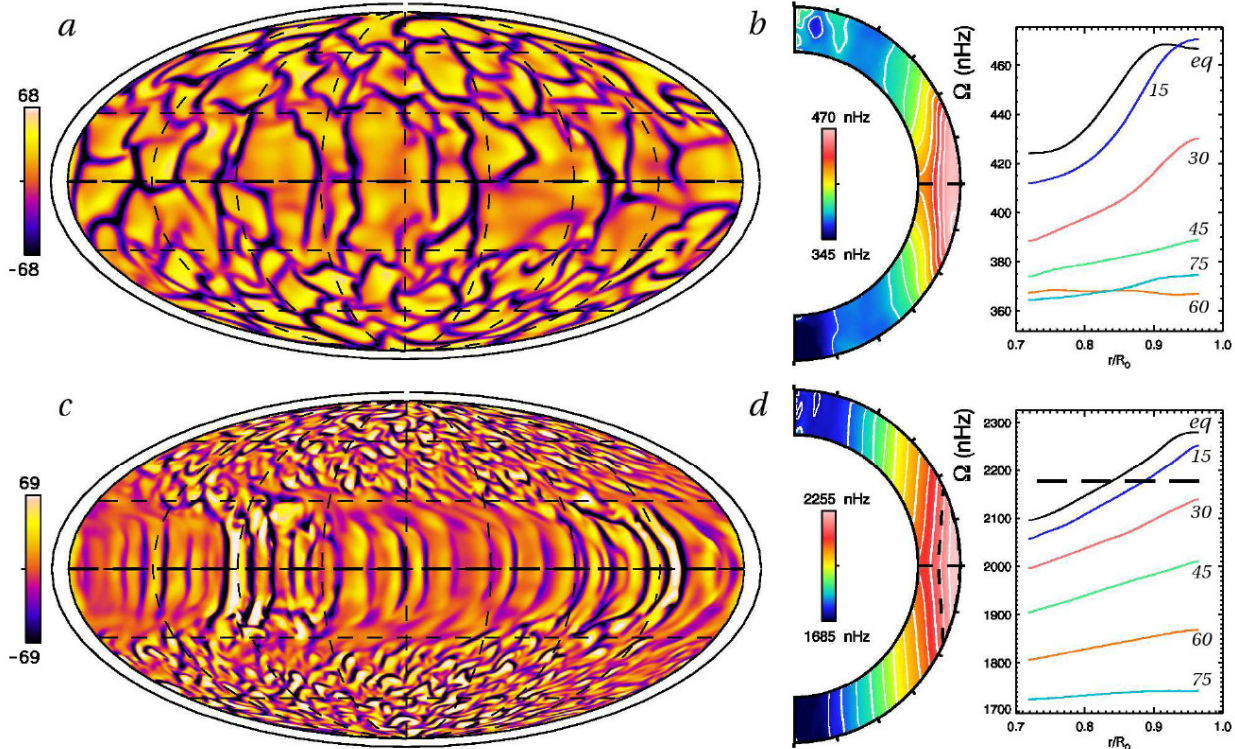 a
68
-68
b
470 nHz
345 nHz
Ω (nHz)
460
440
420
400
380
360
eq
15
30
45
75
60
0.7 0.8 0.9 1.0
r/R₀
c
69
-69
d
2255 nHz
1685 nHz
Ω (nHz)
2300
2200
2100
2000
1900
1800
1700
eq
15
30
45
60
75
0.7 0.8 0.9 1.0
r/R₀